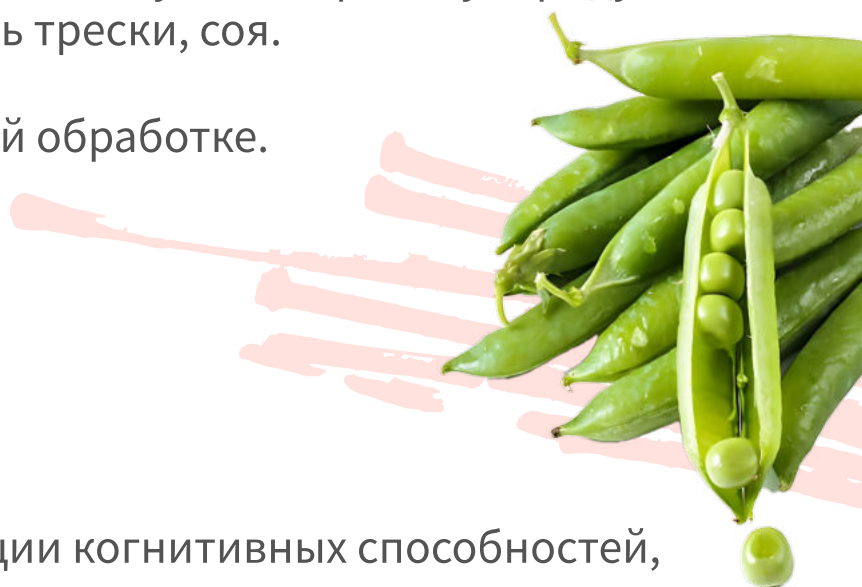 ь трески, соя.
й обработке.
ции когнитивных способностей,